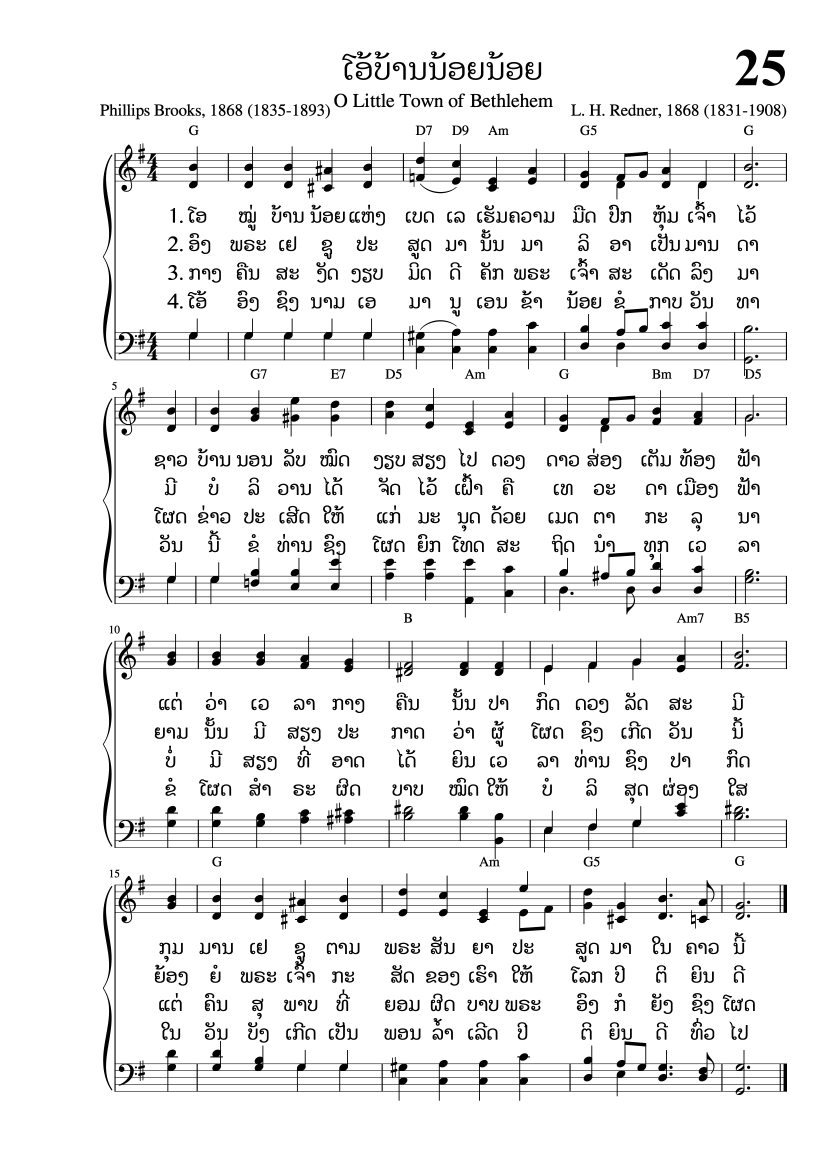 ໂອ້ບ້ານນ້ອຍນ້ອຍ
25
O Little Town of Bethlehem
Phillips Brooks, 1868 (1835-1893)
L. H. Redner, 1868 (1831-1908)
G D7 D9 Am G5 G
1. ໂອ ໝູ່ ບ້ານ ນ້ອຍ ແຫ່ງ ເບດ ເລ ເຮັມ ຄວາມ ມືດ ປົກ ຫຸ້ມ ເຈົ້າ ໄວ້
2. ອົງ ພຣະ ເຢ ຊູ ປະ ສູດ ມາ ນັ້ນ ມາ ລິ ອາ ເປັນ ມານ ດາ
3. ກາງ ຄືນ ສະ ງັດ ງຽບ ມິດ ດີ ຄັກ ພຣະ ເຈົ້າ ສະ ເດັດ ລົງ ມາ
4. ໂອ້ ອົງ ຊົງ ນາມ ເອ ມາ ນູ ເອນ ຂ້າ ນ້ອຍ ຂໍ ກາບ ວັນ ທາ
5
G7 E7 D5 Am G Bm D7 D5
ຊາວ ບ້ານ ນອນ ລັບ ໝົດ ງຽບ ສຽງ ໄປ ດວງ ດາວ ສ່ອງ ເຕັມ ທ້ອງ ຟ້າ
ມີ ບໍ ລິ ວານ ໄດ້ ຈັດ ໄວ້ ເຝົ້າ ຄື ເທ ວະ ດາ ເມືອງ ຟ້າ
ໂຜດ ຂ່າວ ປະ ເສີດ ໃຫ້ ແກ່ ມະ ນຸດ ດ້ວຍ ເມດ ຕາ ກະ ລຸ ນາ
ວັນ ນີ້ ຂໍ ທ່ານ ຊົງ ໂຜດ ຍົກ ໂທດ ສະ ຖິດ ນຳ ທຸກ ເວ ລາ
10
B Am7 B5
ແຕ່ ວ່າ ເວ ລາ ກາງ ຄືນ ນັ້ນ ປາ ກົດ ດວງ ລັດ ສະ ມີ
ຍາມ ນັ້ນ ມີ ສຽງ ປະ ກາດ ວ່າ ຜູ້ ໂຜດ ຊົງ ເກີດ ວັນ ນີ້
ບໍ່ ມີ ສຽງ ທີ່ ອາດ ໄດ້ ຍິນ ເວ ລາ ທ່ານ ຊົງ ປາ ກົດ
ຂໍ ໂຜດ ສຳ ຣະ ຜິດ ບາບ ໝົດ ໃຫ້ ບໍ ລິ ສຸດ ຜ່ອງ ໃສ
15
G Am G5 G
ກຸມ ມານ ເຢ ຊູ ຕາມ ພຣະ ສັນ ຍາ ປະ ສູດ ມາ ໃນ ຄາວ ນີ້
ຍ້ອງ ຍໍ ພຣະ ເຈົ້າ ກະ ສັດ ຂອງ ເຮົາ ໃຫ້ ໂລກ ປິ ຕິ ຍິນ ດີ
ແຕ່ ຄົນ ສຸ ພາບ ທີ່ ຍອມ ຜິດ ບາບ ພຣະ ອົງ ກໍ ຍັງ ຊົງ ໂຜດ
ໃນ ວັນ ບັງ ເກີດ ເປັນ ພອນ ລ້ຳ ເລີດ ປິ ຕິ ຍິນ ດີ ທົ່ວ ໄປ